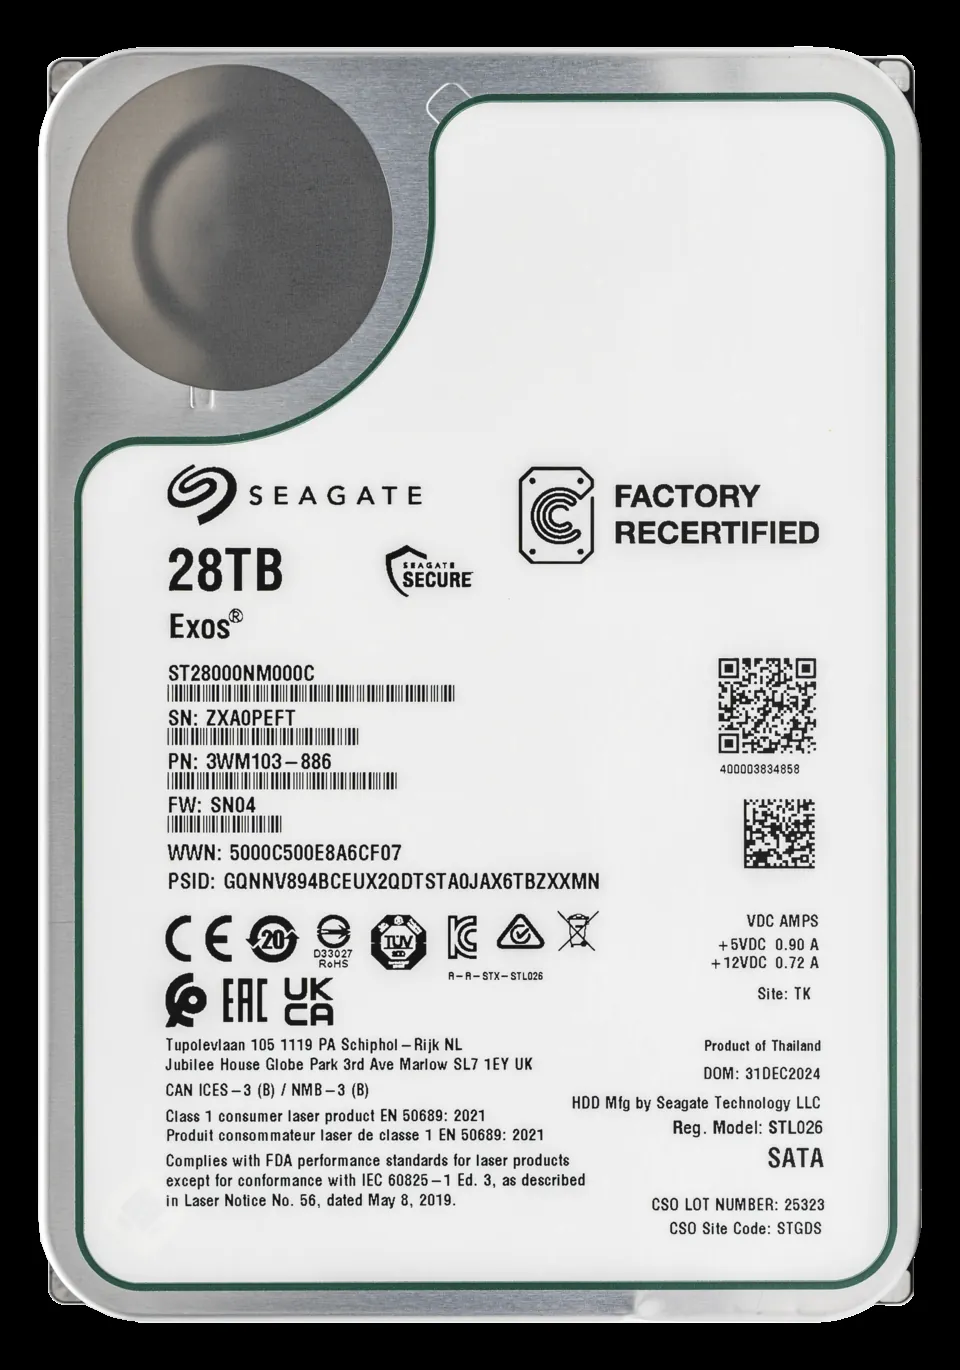 SEAGATE
FACTORY
RECERTIFIED
28TB
SEAGATE
SECURE
Exos®
ST28000NM000C
SN: ZXA0PEFT
PN: 3WM103-886
FW: SN04
WWN: 5000C500E8A6CF07
PSID: GQNNV894BCEUX2QDTSTA0JAX6TBZXXMN
400003834858
CE
20
D33027
RoHS
TÜV
R-R-STX-STL026
EAC
UK
CA
VDC AMPS
+5VDC 0.90 A
+12VDC 0.72 A
Site: TK
Tupolevlaan 105 1119 PA Schiphol-Rijk NL
Jubilee House Globe Park 3rd Ave Marlow SL7 1EY UK
CAN ICES-3 (B) / NMB-3 (B)
Class 1 consumer laser product EN 50689: 2021
Produit consommateur laser de classe 1 EN 50689: 2021
Complies with FDA performance standards for laser products
except for conformance with IEC 60825-1 Ed. 3, as described
in Laser Notice No. 56, dated May 8, 2019.
Product of Thailand
DOM: 31DEC2024
HDD Mfg by Seagate Technology LLC
Reg. Model: STL026
SATA
CSO LOT NUMBER: 25323
CSO Site Code: STGDS